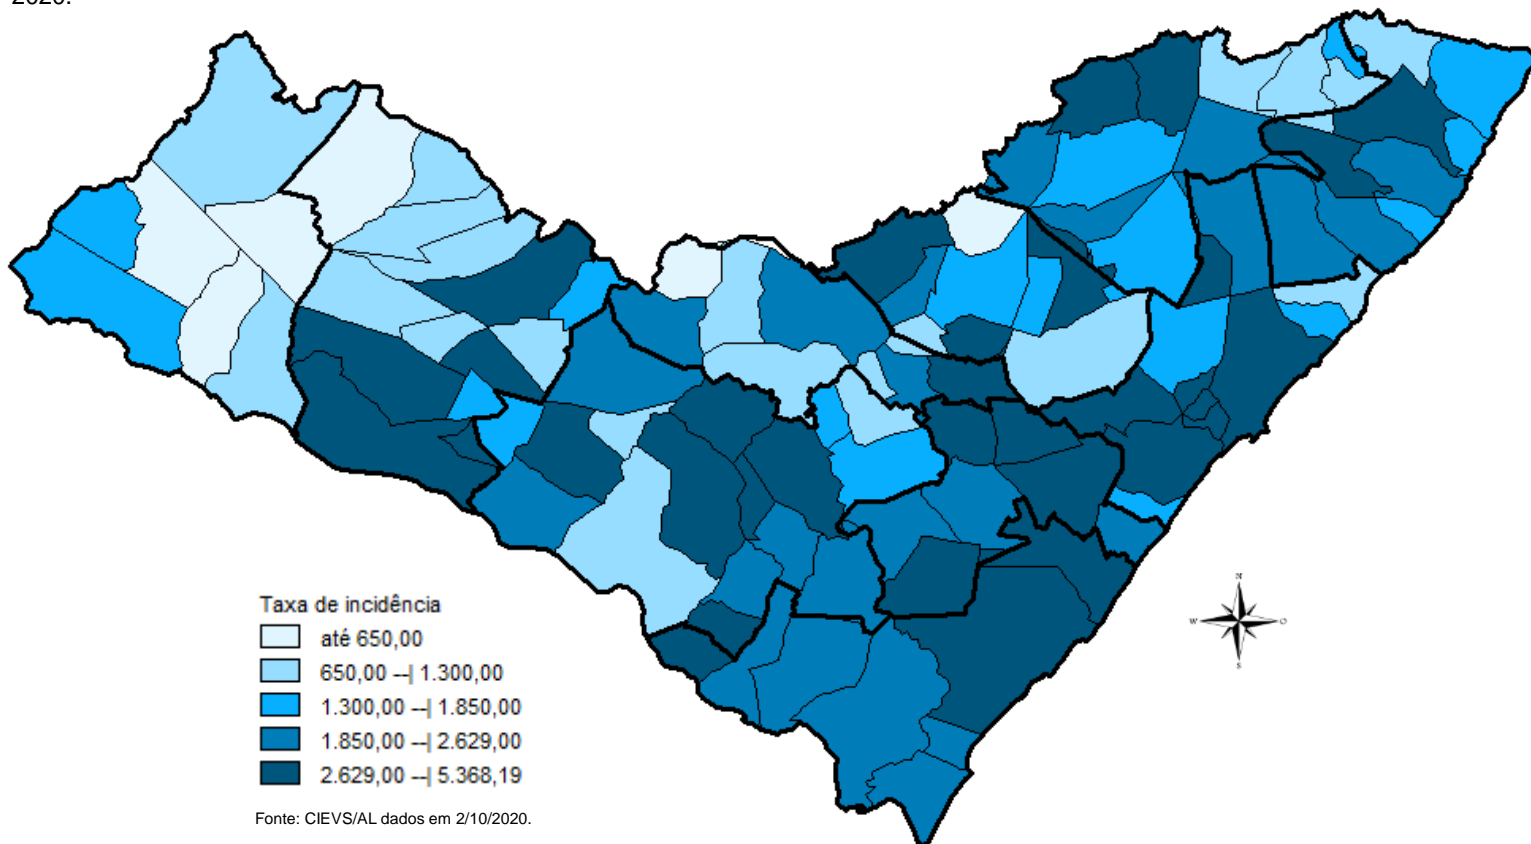 2020.
Taxa de incidência
até 650,00
650,00 --| 1.300,00
1.300,00 --| 1.850,00
1.850,00 --| 2.629,00
2.629,00 --| 5.368,19
Fonte: CIEVS/AL dados em 2/10/2020.
N
W
O
S